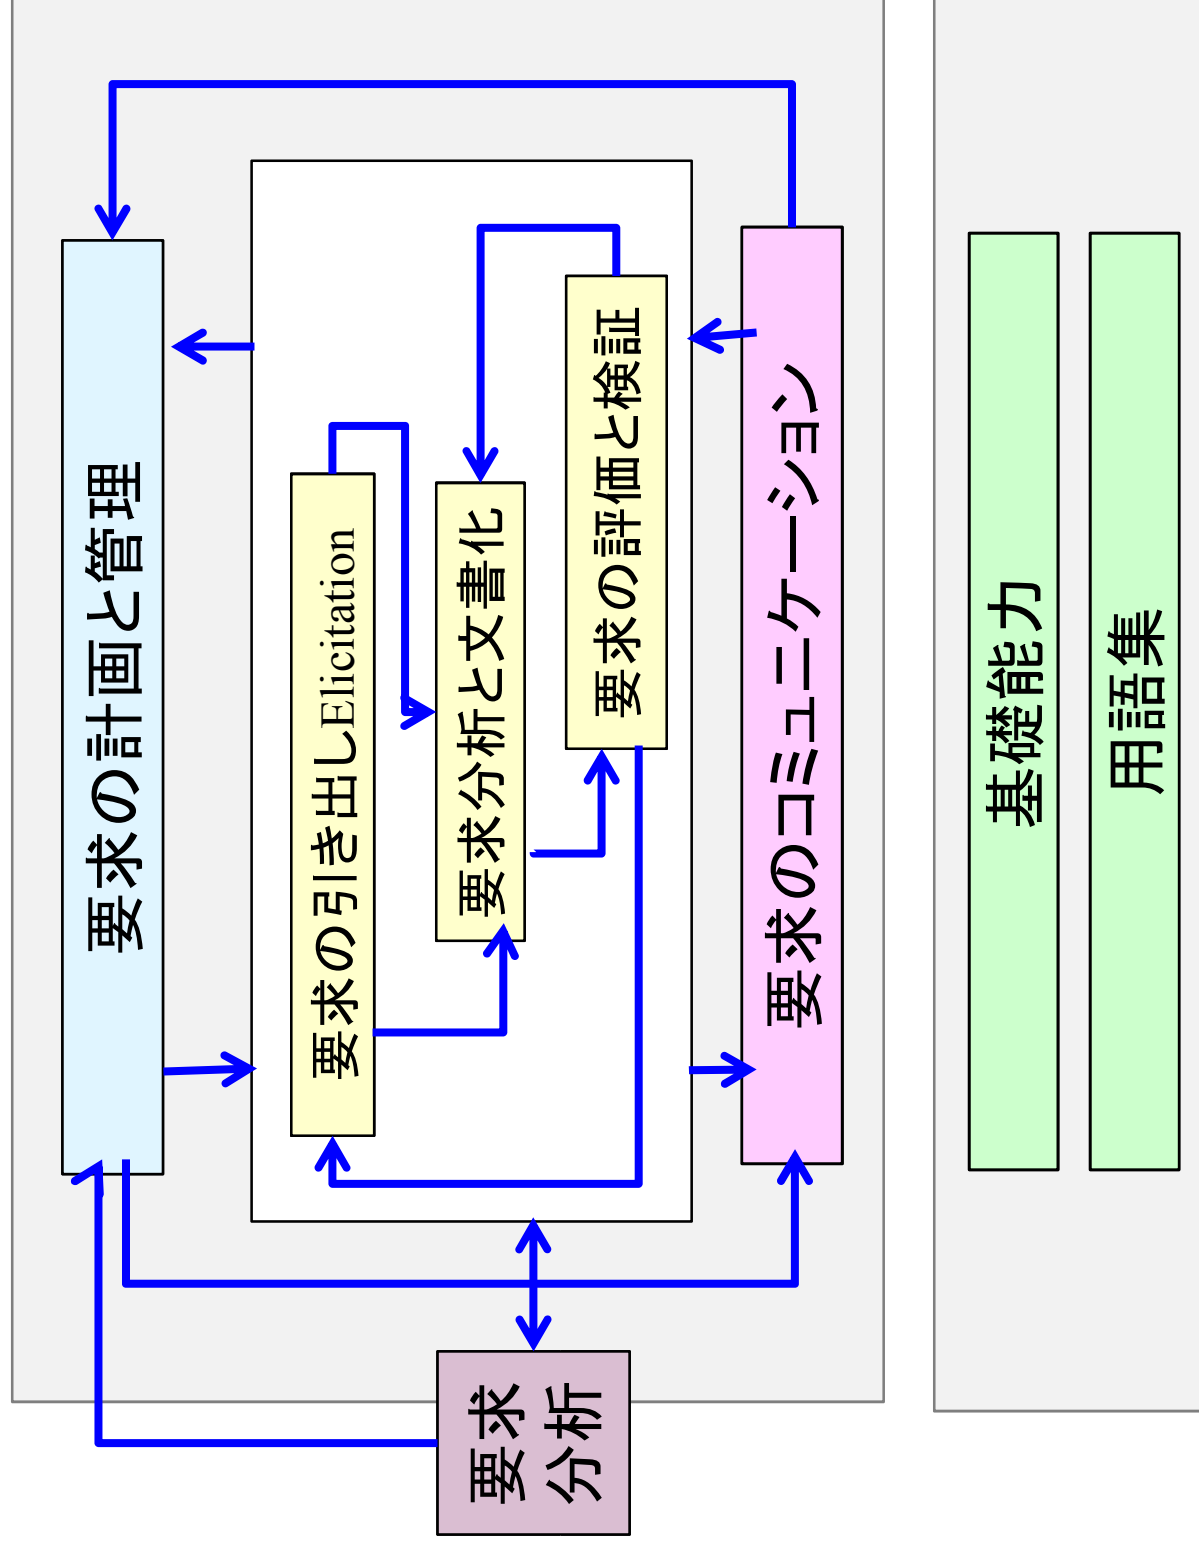 要求の計画と管理
要求の引き出しElicitation
要求分析と文書化
要求の評価と検証
要求のコミュニケーション
要求
分析
基礎能力
用語集